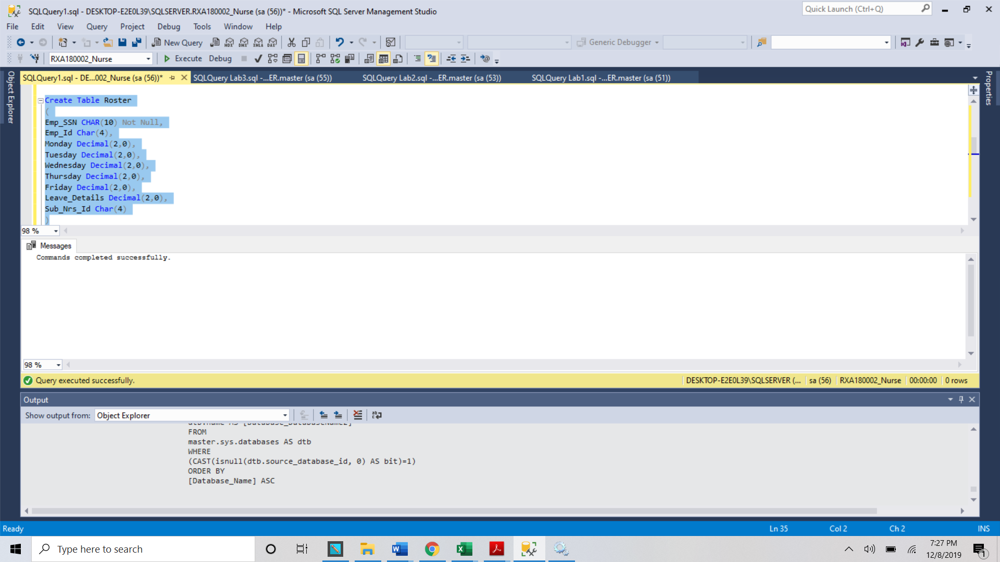 SQLQuery1.sql - DESKTOP-E2E0L39\SQLSERVER.RXA180002_Nurse (sa (56))* - Microsoft SQL Server Management Studio
Quick Launch (Ctrl+Q)
File Edit View Query Project Debug Tools Window Help
New Query MDX DMX XMLA DAX Generic Debugger
RXA180002_Nurse Execute Debug
Object Explorer
SQLQuery1.sql - DE...002_Nurse (sa (56))* SQLQuery Lab3.sql -...ER.master (sa (55)) SQLQuery Lab2.sql -...ER.master (sa (53)) SQLQuery Lab1.sql -...ER.master (sa (51))
Properties
Create Table Roster
(
Emp_SSN CHAR(10) Not Null,
Emp_Id Char(4),
Monday Decimal(2,0),
Tuesday Decimal(2,0),
Wednesday Decimal(2,0),
Thursday Decimal(2,0),
Friday Decimal(2,0),
Leave_Details Decimal(2,0),
Sub_Nrs_Id Char(4)
)
98 %
Messages
Commands completed successfully.
98 %
Query executed successfully. DESKTOP-E2E0L39\SQLSERVER (... sa (56) RXA180002_Nurse 00:00:00 0 rows
Output
Show output from: Object Explorer
FROM
master.sys.databases AS dtb
WHERE
(CAST(isnull(dtb.source_database_id, 0) AS bit)=1)
ORDER BY
[Database_Name] ASC
Ready Ln 35 Col 2 Ch 2 INS
Type here to search
7:27 PM
12/8/2019
1